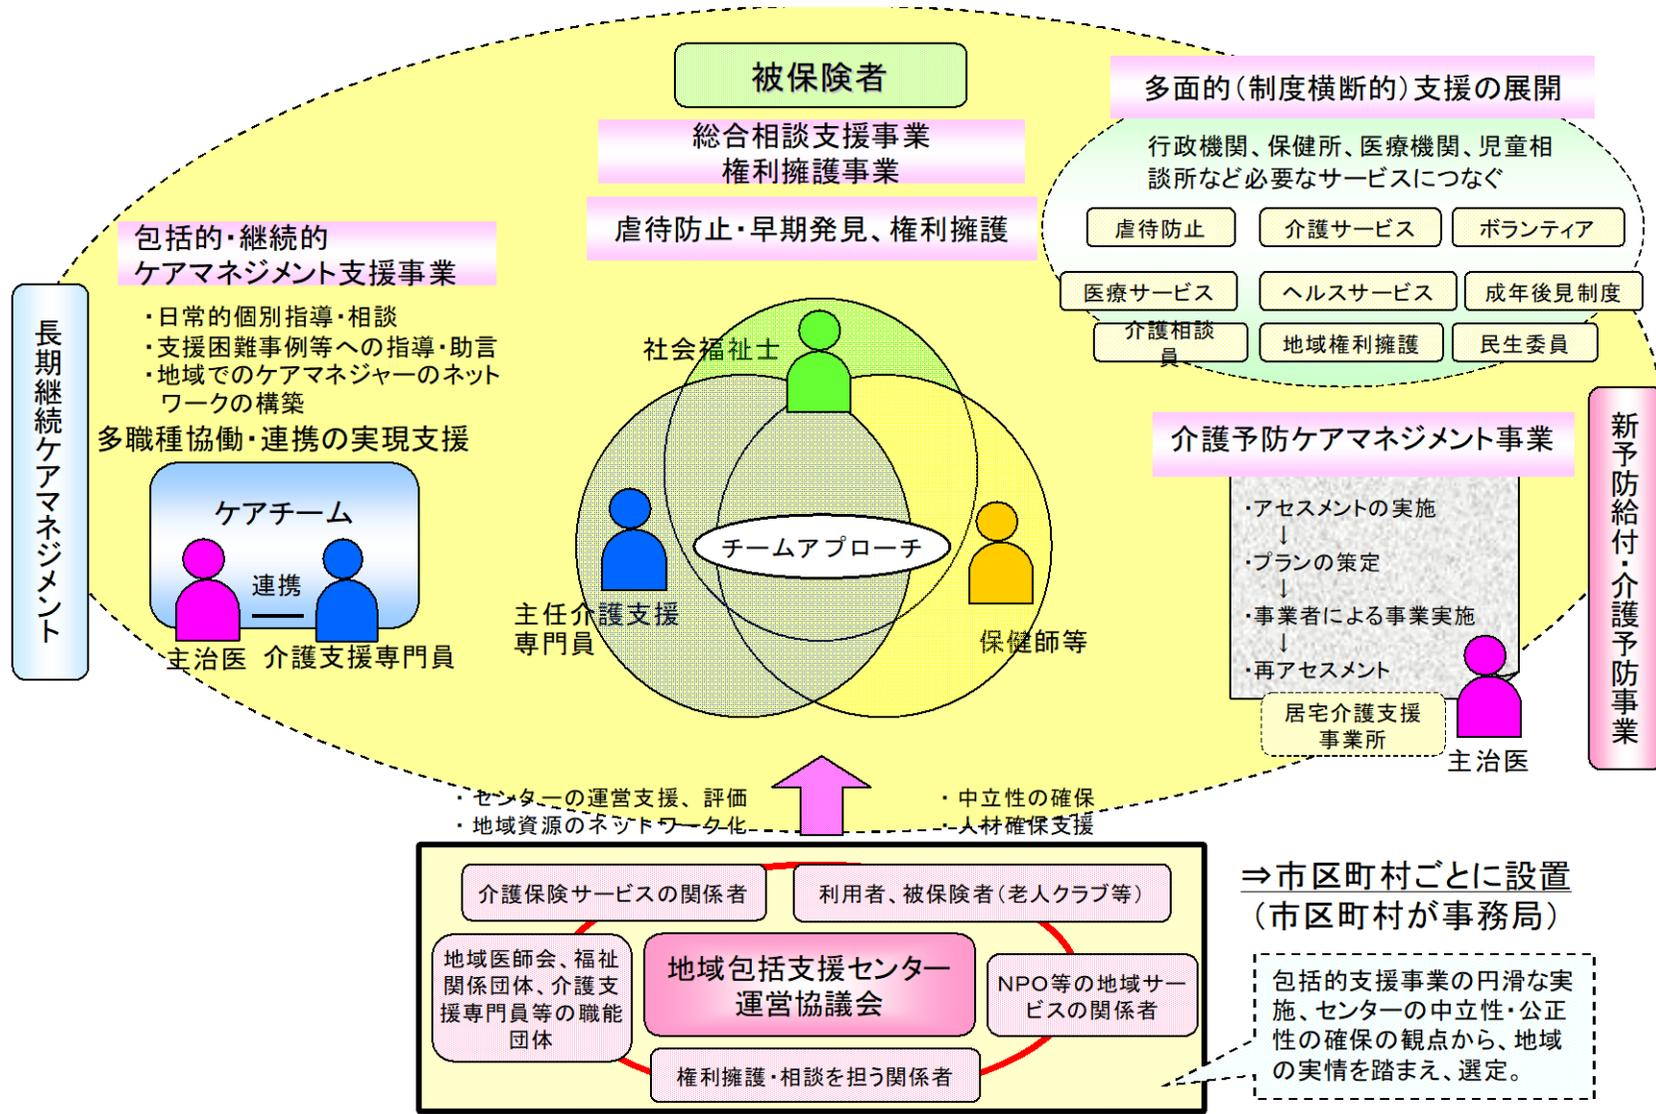 被保険者
総合相談支援事業
権利擁護事業
虐待防止・早期発見、権利擁護
多面的（制度横断的）支援の展開
行政機関、保健所、医療機関、児童相
談所など必要なサービスにつなぐ
虐待防止
介護サービス
ボランティア
医療サービス
ヘルスサービス
成年後見制度
介護相談
員
地域権利擁護
民生委員
包括的・継続的
ケアマネジメント支援事業
・日常的個別指導・相談
・支援困難事例等への指導・助言
・地域でのケアマネジャーのネット
ワークの構築
多職種協働・連携の実現支援
ケアチーム
連携
主治医
介護支援専門員
長期継続ケアマネジメント
社会福祉士
チームアプローチ
主任介護支援
専門員
保健師等
介護予防ケアマネジメント事業
・アセスメントの実施
↓
・プランの策定
↓
・事業者による事業実施
↓
・再アセスメント
居宅介護支援
事業所
主治医
新予防給付・介護予防事業
・センターの運営支援、評価
・地域資源のネットワーク化
・中立性の確保
・人材確保支援
介護保険サービスの関係者
利用者、被保険者（老人クラブ等）
地域医師会、福祉
関係団体、介護支
援専門員等の職能
団体
地域包括支援センター
運営協議会
NPO等の地域サー
ビスの関係者
権利擁護・相談を担う関係者
⇒市区町村ごとに設置
（市区町村が事務局）
包括的支援事業の円滑な実
施、センターの中立性・公正
性の確保の観点から、地域
の実情を踏まえ、選定。